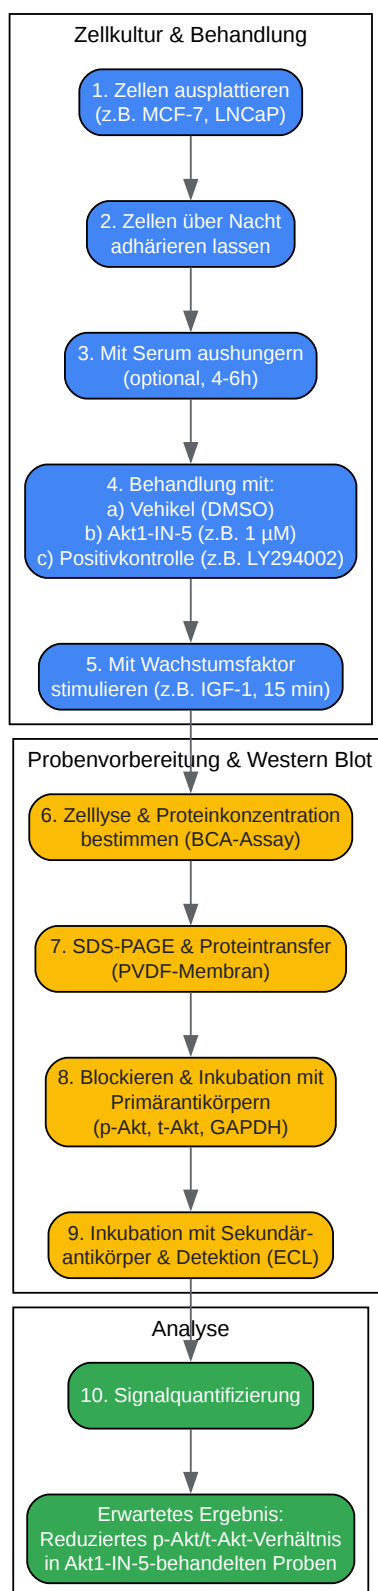 Zellkultur & Behandlung
1. Zellen ausplattieren
(z.B. MCF-7, LNCaP)
2. Zellen über Nacht
adhärieren lassen
3. Mit Serum aushungern
(optional, 4-6h)
4. Behandlung mit:
a) Vehikel (DMSO)
b) Akt1-IN-5 (z.B. 1 µM)
c) Positivkontrolle (z.B. LY294002)
5. Mit Wachstumsfaktor
stimulieren (z.B. IGF-1, 15 min)
Probenvorbereitung & Western Blot
6. Zelllyse & Proteinkonzentration
bestimmen (BCA-Assay)
7. SDS-PAGE & Proteintransfer
(PVDF-Membran)
8. Blockieren & Inkubation mit
Primärantikörpern
(p-Akt, t-Akt, GAPDH)
9. Inkubation mit Sekundär-
antikörper & Detektion (ECL)
Analyse
10. Signalquantifizierung
Erwartetes Ergebnis:
Reduziertes p-Akt/t-Akt-Verhältnis
in Akt1-IN-5-behandelten Proben